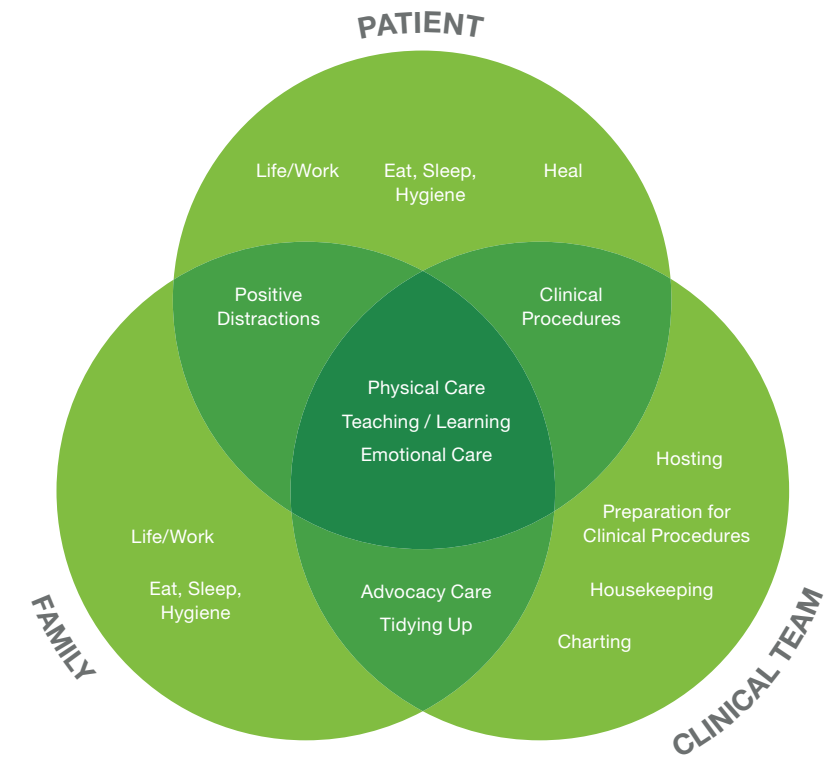 PATIENT
Life/Work
Eat, Sleep,
Hygiene
Heal
Positive
Distractions
Clinical
Procedures
Physical Care
Teaching / Learning
Emotional Care
Hosting
Preparation for
Clinical Procedures
Housekeeping
Charting
Life/Work
Eat, Sleep,
Hygiene
Advocacy Care
Tidying Up
FAMILY
CLINICAL TEAM